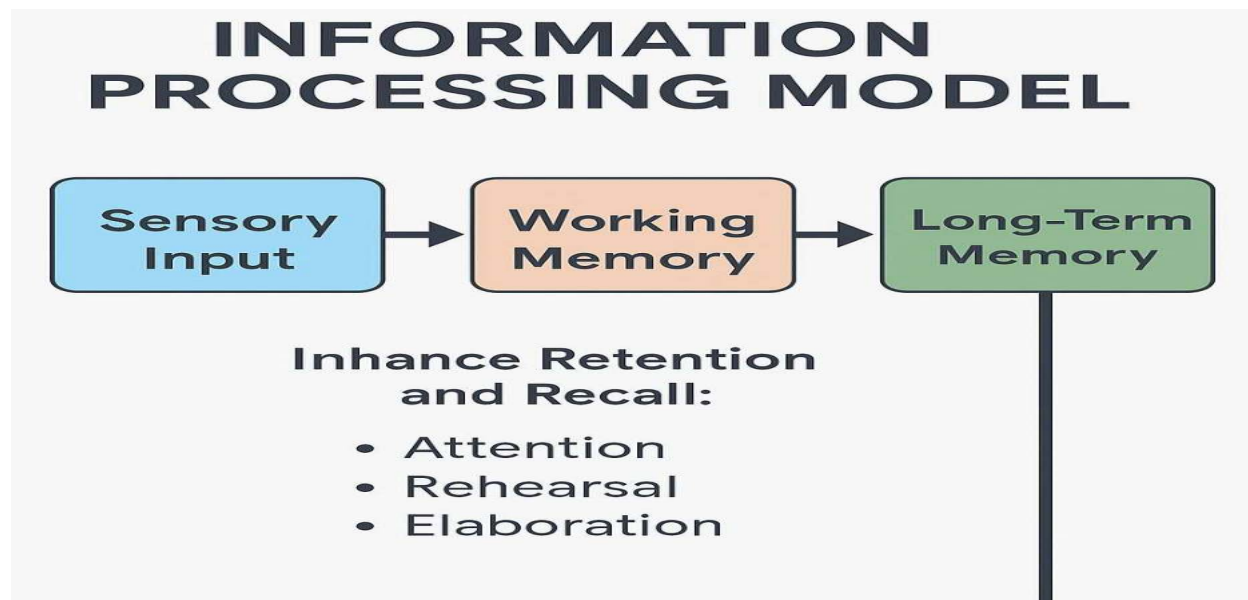 INFORMATION
PROCESSING MODEL
Sensory
Input
Working
Memory
Long-Term
Memory
Inhance Retention
and Recall:
• Attention
• Rehearsal
• Elaboration